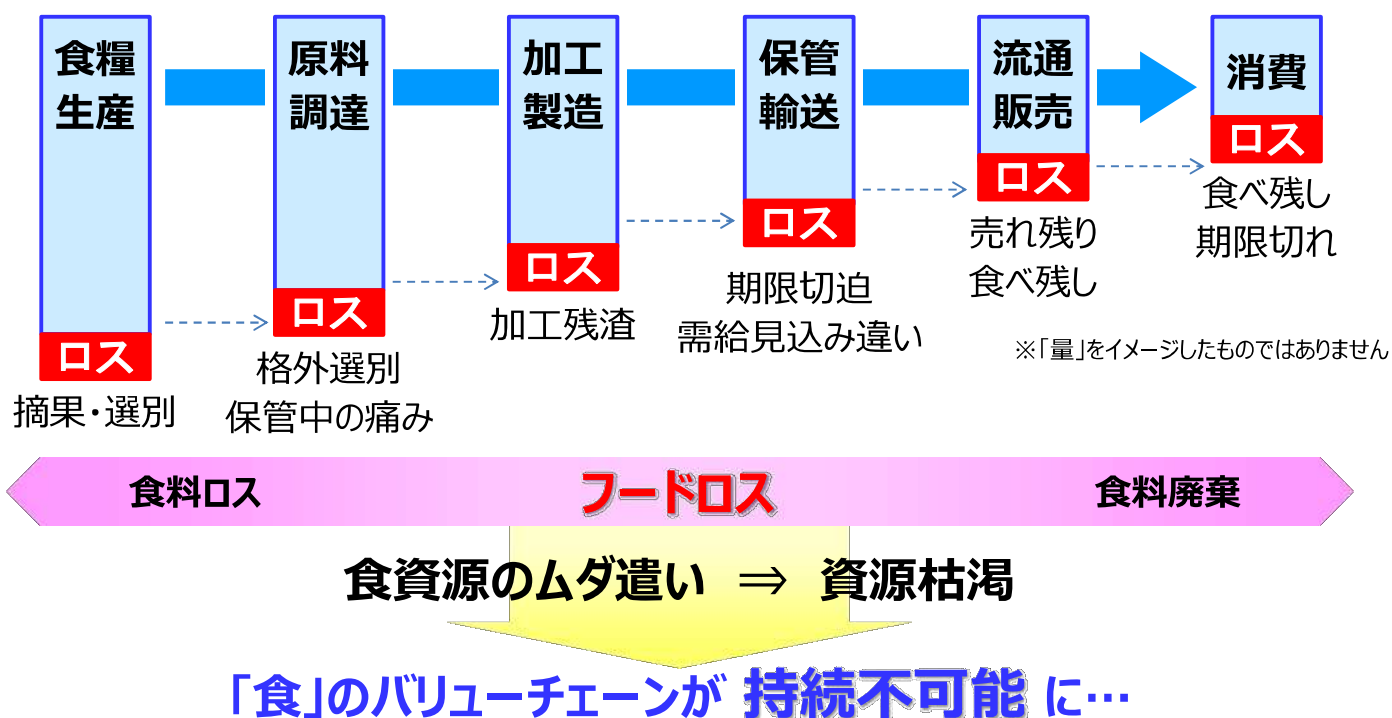 食糧
生産
原料
調達
加工
製造
保管
輸送
流通
販売
消費
ロス
摘果・選別
ロス
格外選別
保管中の痛み
ロス
加工残渣
ロス
期限切迫
需給見込み違い
ロス
売れ残り
食べ残し
ロス
食べ残し
期限切れ
※「量」をイメージしたものではありません
食料ロス フードロス 食料廃棄
食資源のムダ遣い ⇒ 資源枯渇
「食」のバリューチェーンが 持続不可能 に…